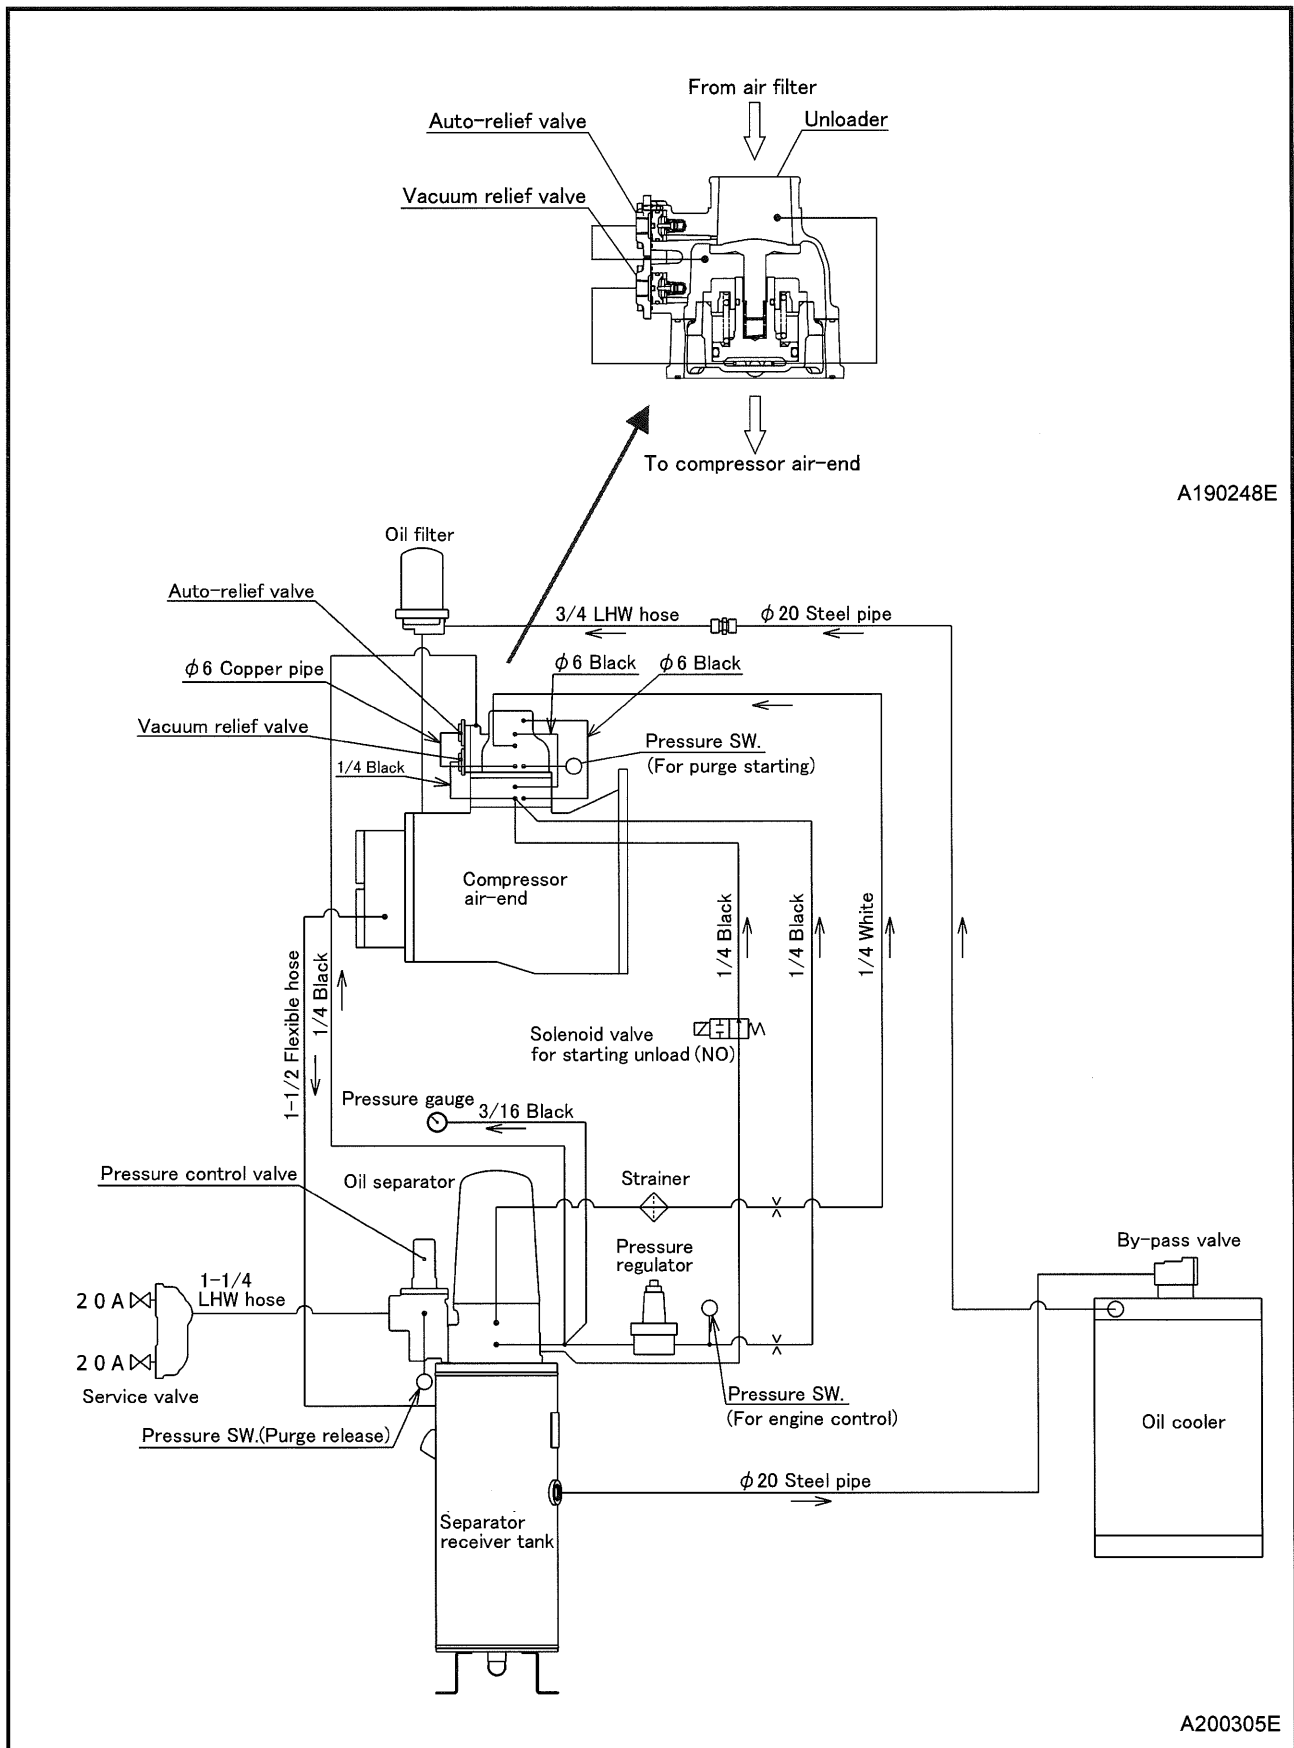 From air filter
Auto-relief valve
Unloader
Vacuum relief valve
To compressor air-end
A190248E
Oil filter
Auto-relief valve
3/4 LHW hose
φ20 Steel pipe
φ6 Copper pipe
φ6 Black
φ6 Black
Vacuum relief valve
Pressure SW.
(For purge starting)
1/4 Black
Compressor
air-end
1/4 Black
1/4 Black
1/4 White
1-1/2 Flexible hose
1/4 Black
Solenoid valve
for starting unload (NO)
Pressure gauge
3/16 Black
Pressure control valve
Oil separator
Strainer
Pressure
regulator
By-pass valve
1-1/4
LHW hose
20A
20A
Service valve
Pressure SW.
(For engine control)
Pressure SW.(Purge release)
Oil cooler
φ20 Steel pipe
Separator
receiver tank
A200305E